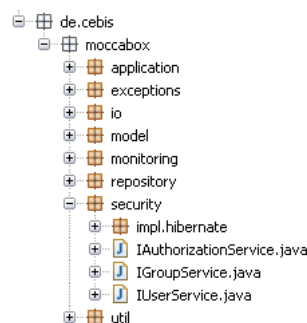 de.cebis
moccabox
application
exceptions
io
model
monitoring
repository
security
impl.hibernate
IAuthorizationService.java
IGroupService.java
IUserService.java
util